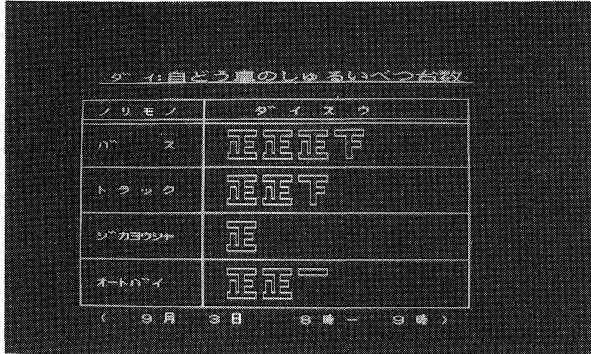 ダイ:自どう車のしゅるいべつ台数
ノリモノ ダイスウ
バス 正正正下
トラック 正正下
ジカヨウシャ 正
オートバイ 正正一
( 9月 3日 8時ー 9時 )